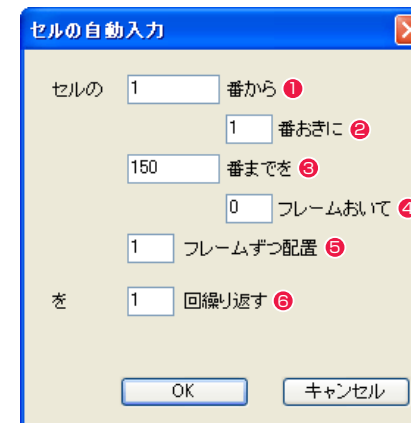 セルの自動入力
セルの 1 番から ❶
1 番おきに ❷
150 番までを ❸
0 フレームおいて ❹
1 フレームずつ配置 ❺
を 1 回繰り返す ❻
OK キャンセル